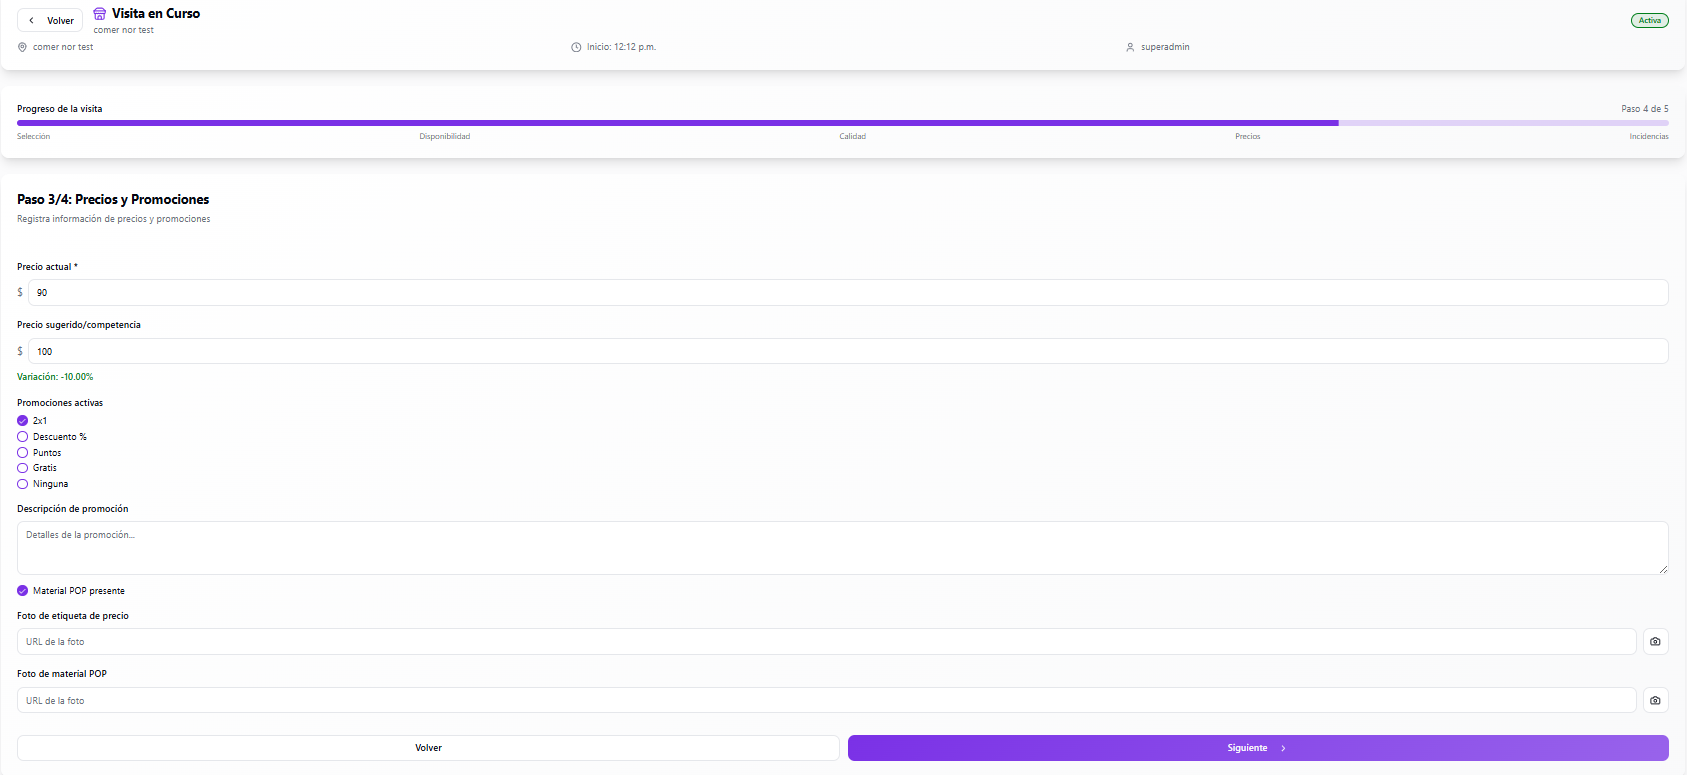 Volver
Visita en Curso
comer nor test
Activa
comer nor test
Inicio: 12:12 p.m.
superadmin
Progreso de la visita
Paso 4 de 5
Selección
Disponibilidad
Calidad
Precios
Incidencias
Paso 3/4: Precios y Promociones
Registra información de precios y promociones
Precio actual *
$ 90
Precio sugerido/competencia
$ 100
Variación: -10.00%
Promociones activas
2x1
Descuento %
Puntos
Gratis
Ninguna
Descripción de promoción
Detalles de la promoción...
Material POP presente
Foto de etiqueta de precio
URL de la foto
Foto de material POP
URL de la foto
Volver
Siguiente